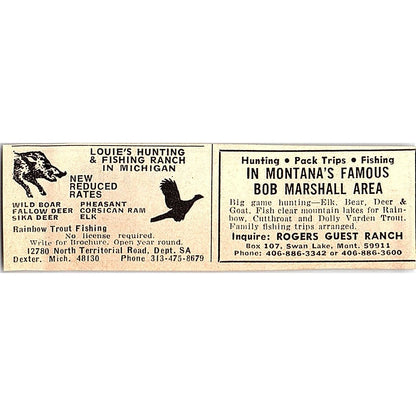 LOUIE'S HUNTING
& FISHING RANCH
IN MICHIGAN
NEW
REDUCED
RATES
WILD BOAR PHEASANT
FALLOW DEER CORSICAN RAM
SIKA DEER ELK
Rainbow Trout Fishing
No license required.
Write for Brochure. Open year round.
12780 North Territorial Road, Dept. SA
Dexter, Mich. 48130 Phone 313-475-8679
Hunting • Pack Trips • Fishing
IN MONTANA'S FAMOUS
BOB MARSHALL AREA
Big game hunting—Elk, Bear, Deer &
Goat. Fish clear mountain lakes for Rain-
bow, Cutthroat and Dolly Varden Trout.
Family fishing trips arranged.
Inquire: ROGERS GUEST RANCH
Box 107, Swan Lake, Mont. 59911
Phone: 406-886-3342 or 406-886-3600